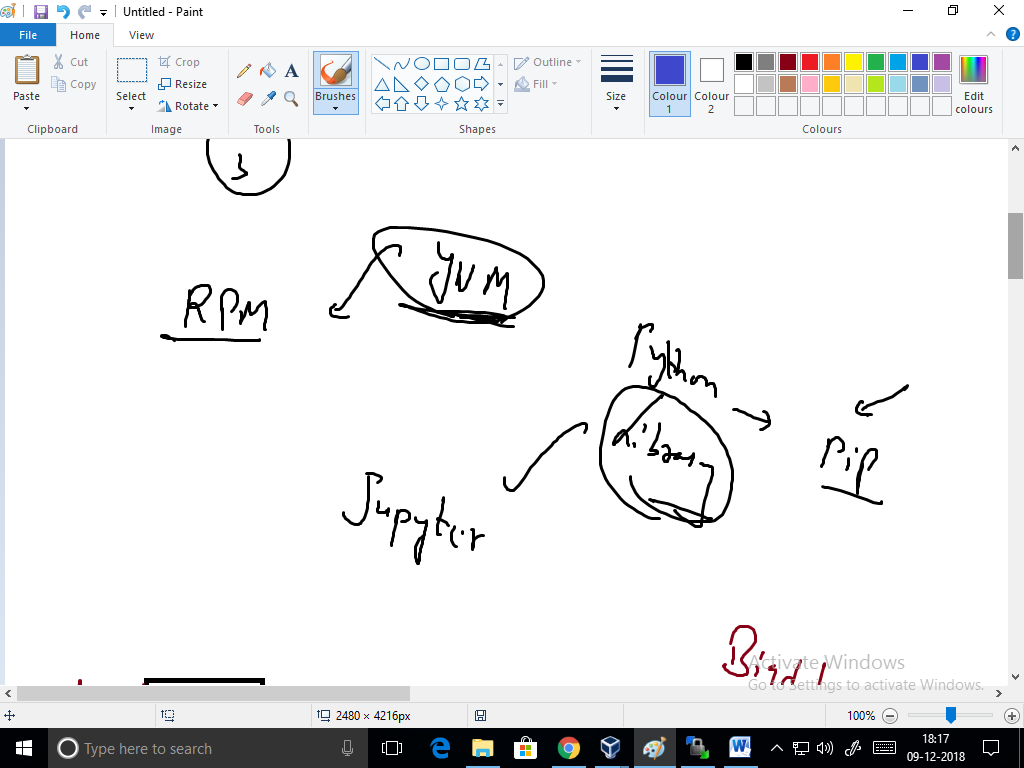 Untitled - Paint
File Home View
Paste Cut Copy Clipboard
Select Crop Resize Rotate Image
Tools
Brushes
Shapes Outline Fill
Size
Colour 1 Colour 2 Edit colours Colours
3
YUM
RPM
Python
Library
Pip
Jupyter
Activate Windows
Go to Settings to activate Windows.
2480 × 4216px 100%
Type here to search
18:17
09-12-2018